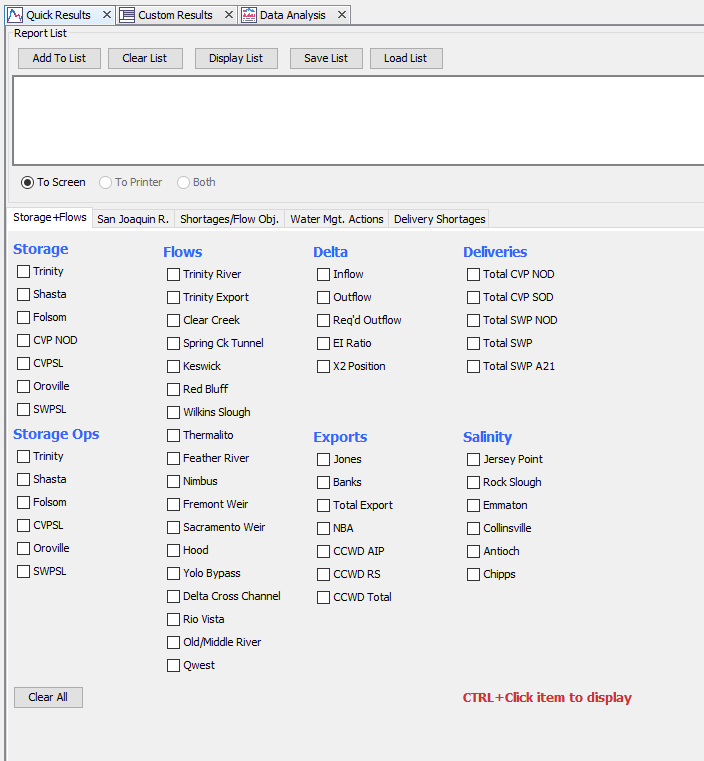 Quick Results
Custom Results
Data Analysis
Report List
Add To List
Clear List
Display List
Save List
Load List
To Screen
To Printer
Both
Storage+Flows
San Joaquin R.
Shortages/Flow Obj.
Water Mgt. Actions
Delivery Shortages
Storage
Trinity
Shasta
Folsom
CVP NOD
CVPSL
Oroville
SWPSL
Storage Ops
Trinity
Shasta
Folsom
CVPSL
Oroville
SWPSL
Flows
Trinity River
Trinity Export
Clear Creek
Spring Ck Tunnel
Keswick
Red Bluff
Wilkins Slough
Thermalito
Feather River
Nimbus
Fremont Weir
Sacramento Weir
Hood
Yolo Bypass
Delta Cross Channel
Rio Vista
Old/Middle River
Qwest
Delta
Inflow
Outflow
Req'd Outflow
EI Ratio
X2 Position
Exports
Jones
Banks
Total Export
NBA
CCWD AIP
CCWD RS
CCWD Total
Deliveries
Total CVP NOD
Total CVP SOD
Total SWP NOD
Total SWP
Total SWP A21
Salinity
Jersey Point
Rock Slough
Emmaton
Collinsville
Antioch
Chipps
Clear All
CTRL+Click item to display